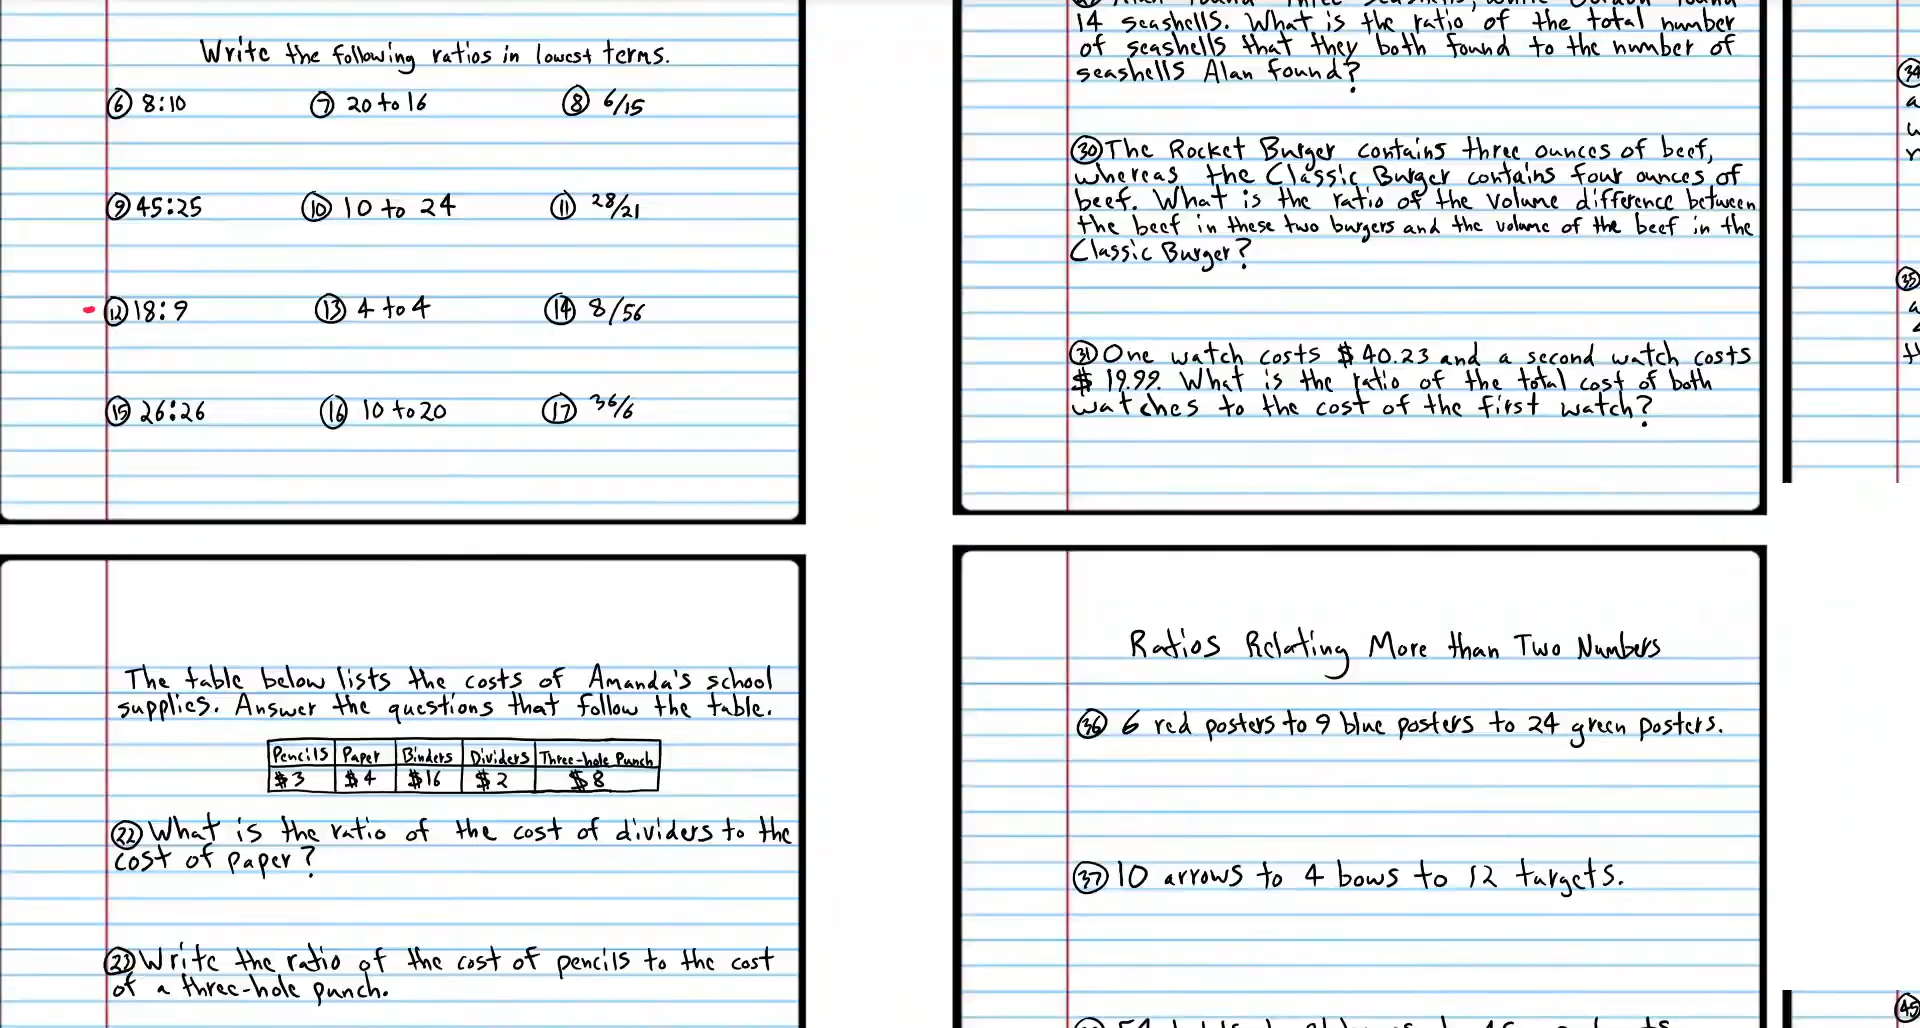 Write the following ratios in lowest terms.
6 8:10 7 20 to 16 8 6/15
9 45:25 10 10 to 24 11 28/21
12 18:9 13 4 to 4 14 8/56
15 26:26 16 10 to 20 17 36/6
The table below lists the costs of Amanda's school
supplies. Answer the questions that follow the table.
Pencils Paper Binders Dividers Three-hole Punch
$3 $4 $16 $2 $8
22 What is the ratio of the cost of dividers to the
cost of paper?
23 Write the ratio of the cost of pencils to the cost
of a three-hole punch.
14 seashells. What is the ratio of the total number
of seashells that they both found to the number of
seashells Alan found?
30 The Rocket Burger contains three ounces of beef,
whereas the Classic Burger contains four ounces of
beef. What is the ratio of the volume difference between
the beef in these two burgers and the volume of the beef in the
Classic Burger?
31 One watch costs $40.23 and a second watch costs
$19.99. What is the ratio of the total cost of both
watches to the cost of the first watch?
Ratios Relating More than Two Numbers
36 6 red posters to 9 blue posters to 24 green posters.
37 10 arrows to 4 bows to 12 targets.
34
35
45